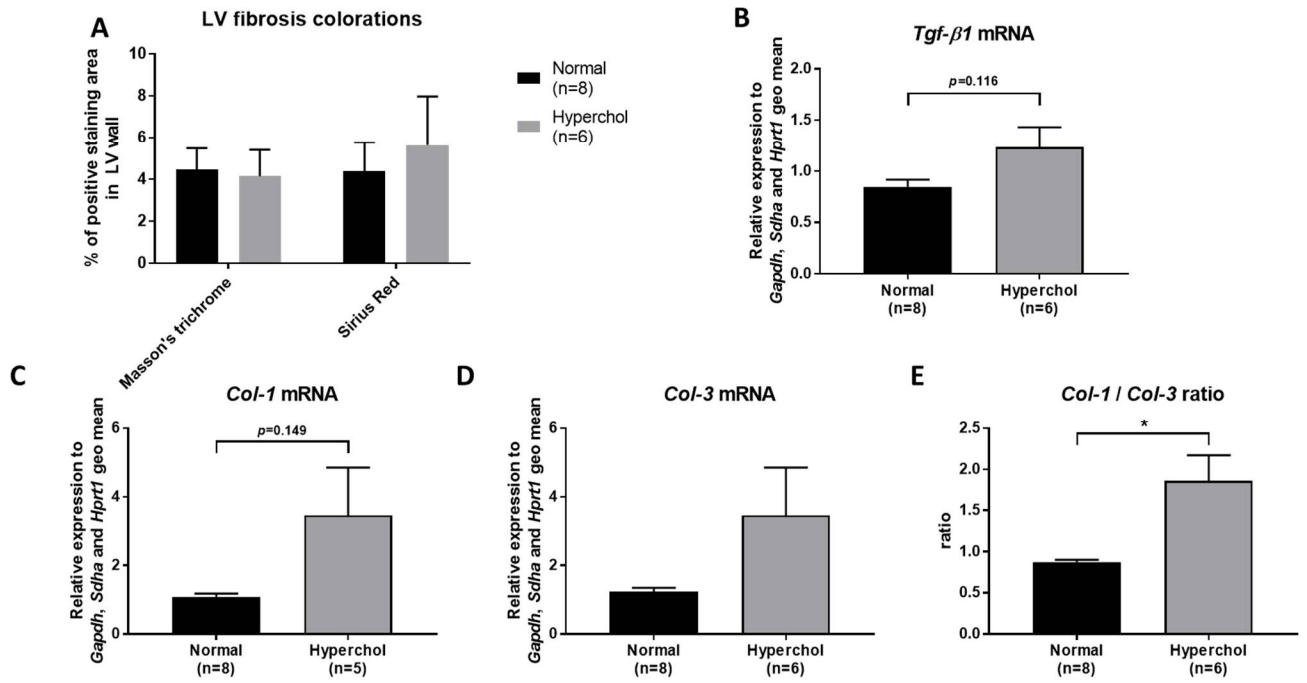 A
LV fibrosis colorations
% of positive staining area
in LV wall
10
8
6
4
2
0
Masson's trichrome
Sirius Red
Normal
(n=8)
Hyperchol
(n=6)
B
Tgf-β1 mRNA
Relative expression to
Gapdh, Sdha and Hprt1 geo mean
2.0
1.5
1.0
0.5
0.0
p=0.116
Normal
(n=8)
Hyperchol
(n=6)
C
Col-1 mRNA
Relative expression to
Gapdh, Sdha and Hprt1 geo mean
6
4
2
0
p=0.149
Normal
(n=8)
Hyperchol
(n=5)
D
Col-3 mRNA
Relative expression to
Gapdh, Sdha and Hprt1 geo mean
6
4
2
0
Normal
(n=8)
Hyperchol
(n=6)
E
Col-1 / Col-3 ratio
ratio
2.5
2.0
1.5
1.0
0.5
0.0
*
Normal
(n=8)
Hyperchol
(n=6)